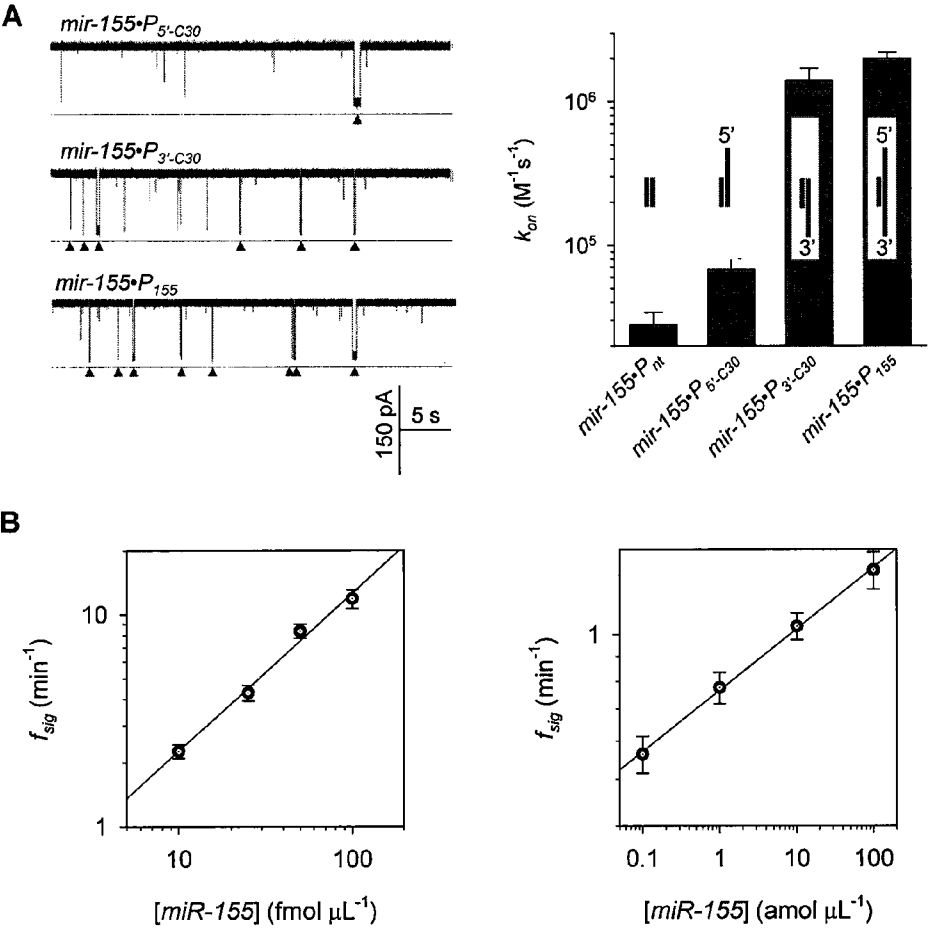 A
mir-155•P5'-C30
mir-155•P3'-C30
mir-155•P155
150 pA
5 s
kon (M-1s-1)
10^6
10^5
5'
3'
5'
3'
mir-155•Pnt
mir-155•P5'-C30
mir-155•P3'-C30
mir-155•P155
B
fsig (min-1)
10
1
10
100
[miR-155] (fmol μL-1)
fsig (min-1)
1
0.1
1
10
100
[miR-155] (amol μL-1)